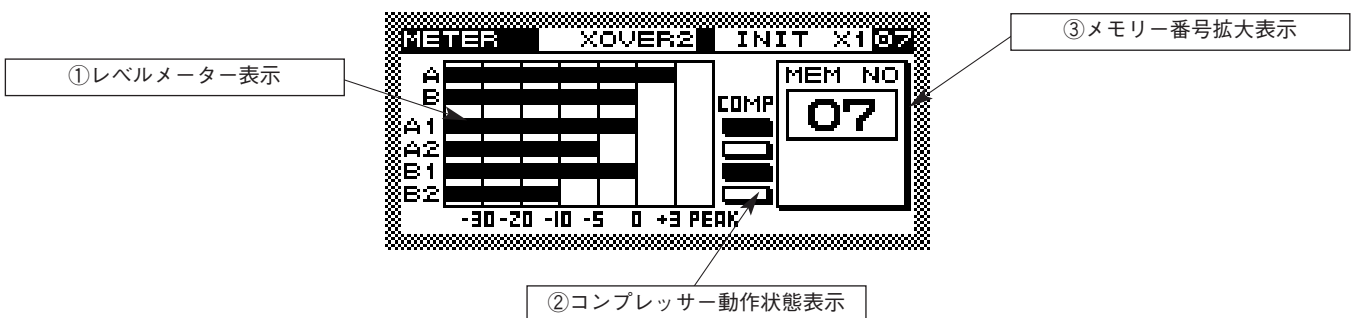 METER XOVER2 INIT X1 07
③メモリー番号拡大表示
①レベルメーター表示
A
B
A1
A2
B1
B2
COMP
MEM NO
07
-30 -20 -10 -5 0 +3 PEAK
②コンプレッサー動作状態表示